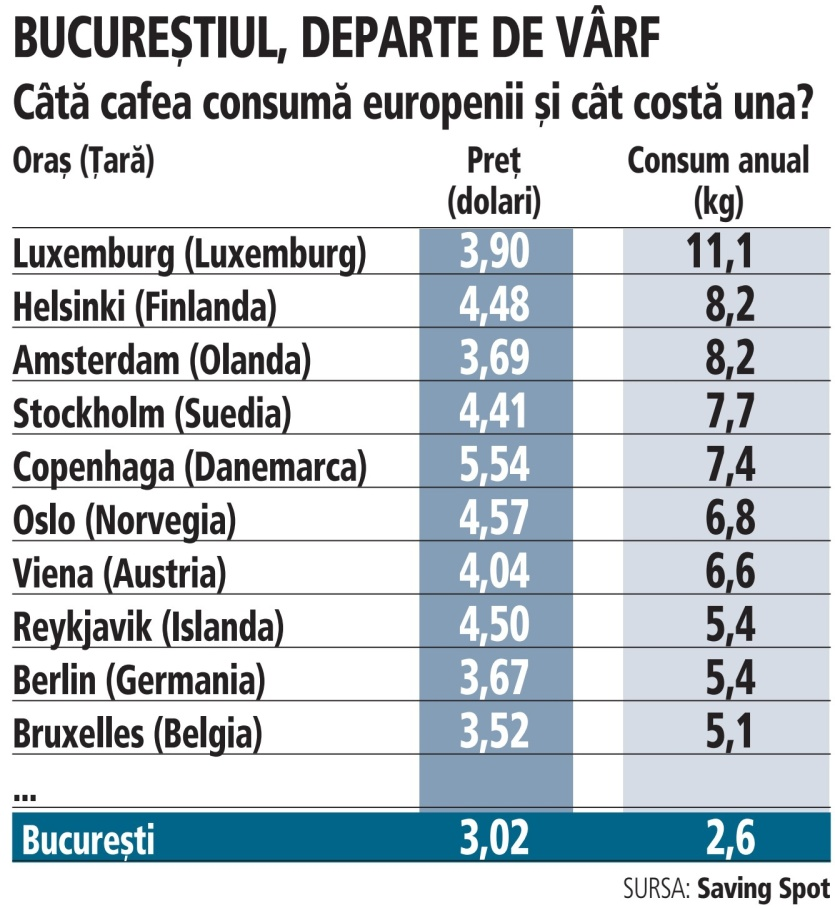 BUCUREȘTIUL, DEPARTE DE VÂRF
Câtă cafea consumă europenii și cât costă una?
Oraș (Țară) Preț Consum anual
(dolari) (kg)
Luxemburg (Luxemburg) 3,90 11,1
Helsinki (Finlanda) 4,48 8,2
Amsterdam (Olanda) 3,69 8,2
Stockholm (Suedia) 4,41 7,7
Copenhaga (Danemarca) 5,54 7,4
Oslo (Norvegia) 4,57 6,8
Viena (Austria) 4,04 6,6
Reykjavik (Islanda) 4,50 5,4
Berlin (Germania) 3,67 5,4
Bruxelles (Belgia) 3,52 5,1
...
București 3,02 2,6
SURSA: Saving Spot